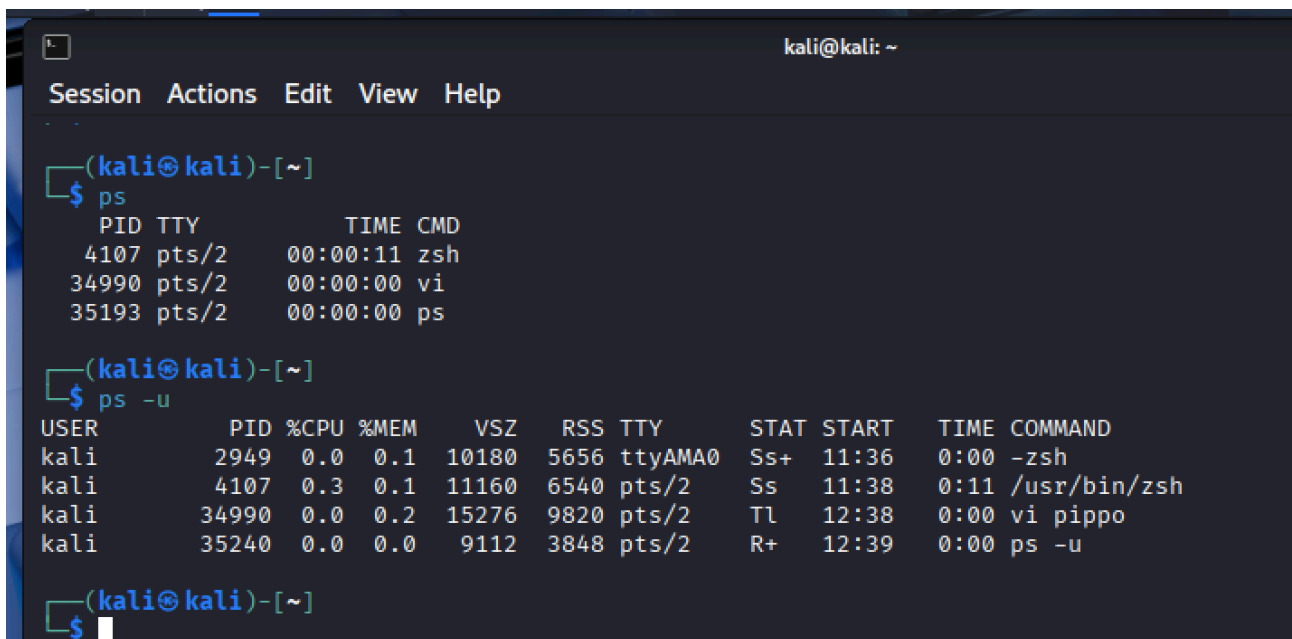 kali@kali: ~
Session Actions Edit View Help
┌──(kali㉿kali)-[~]
└─$ ps
    PID TTY          TIME CMD
   4107 pts/2    00:00:11 zsh
  34990 pts/2    00:00:00 vi
  35193 pts/2    00:00:00 ps
┌──(kali㉿kali)-[~]
└─$ ps -u
USER         PID %CPU %MEM    VSZ   RSS TTY      STAT START   TIME COMMAND
kali        2949  0.0  0.1  10180  5656 ttyAMA0  Ss+  11:36   0:00 -zsh
kali        4107  0.3  0.1  11160  6540 pts/2    Ss   11:38   0:11 /usr/bin/zsh
kali       34990  0.0  0.2  15276  9820 pts/2    Tl   12:38   0:00 vi pippo
kali       35240  0.0  0.0   9112  3848 pts/2    R+   12:39   0:00 ps -u
┌──(kali㉿kali)-[~]
└─$